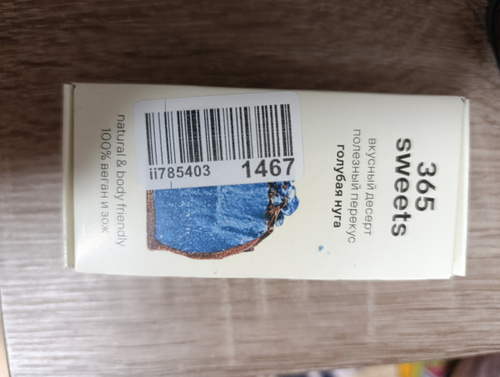 365
sweets
вкусный десерт
полезный перекус
голубая нуга
ii785403
1467
natural & body friendly
100% веган и зож